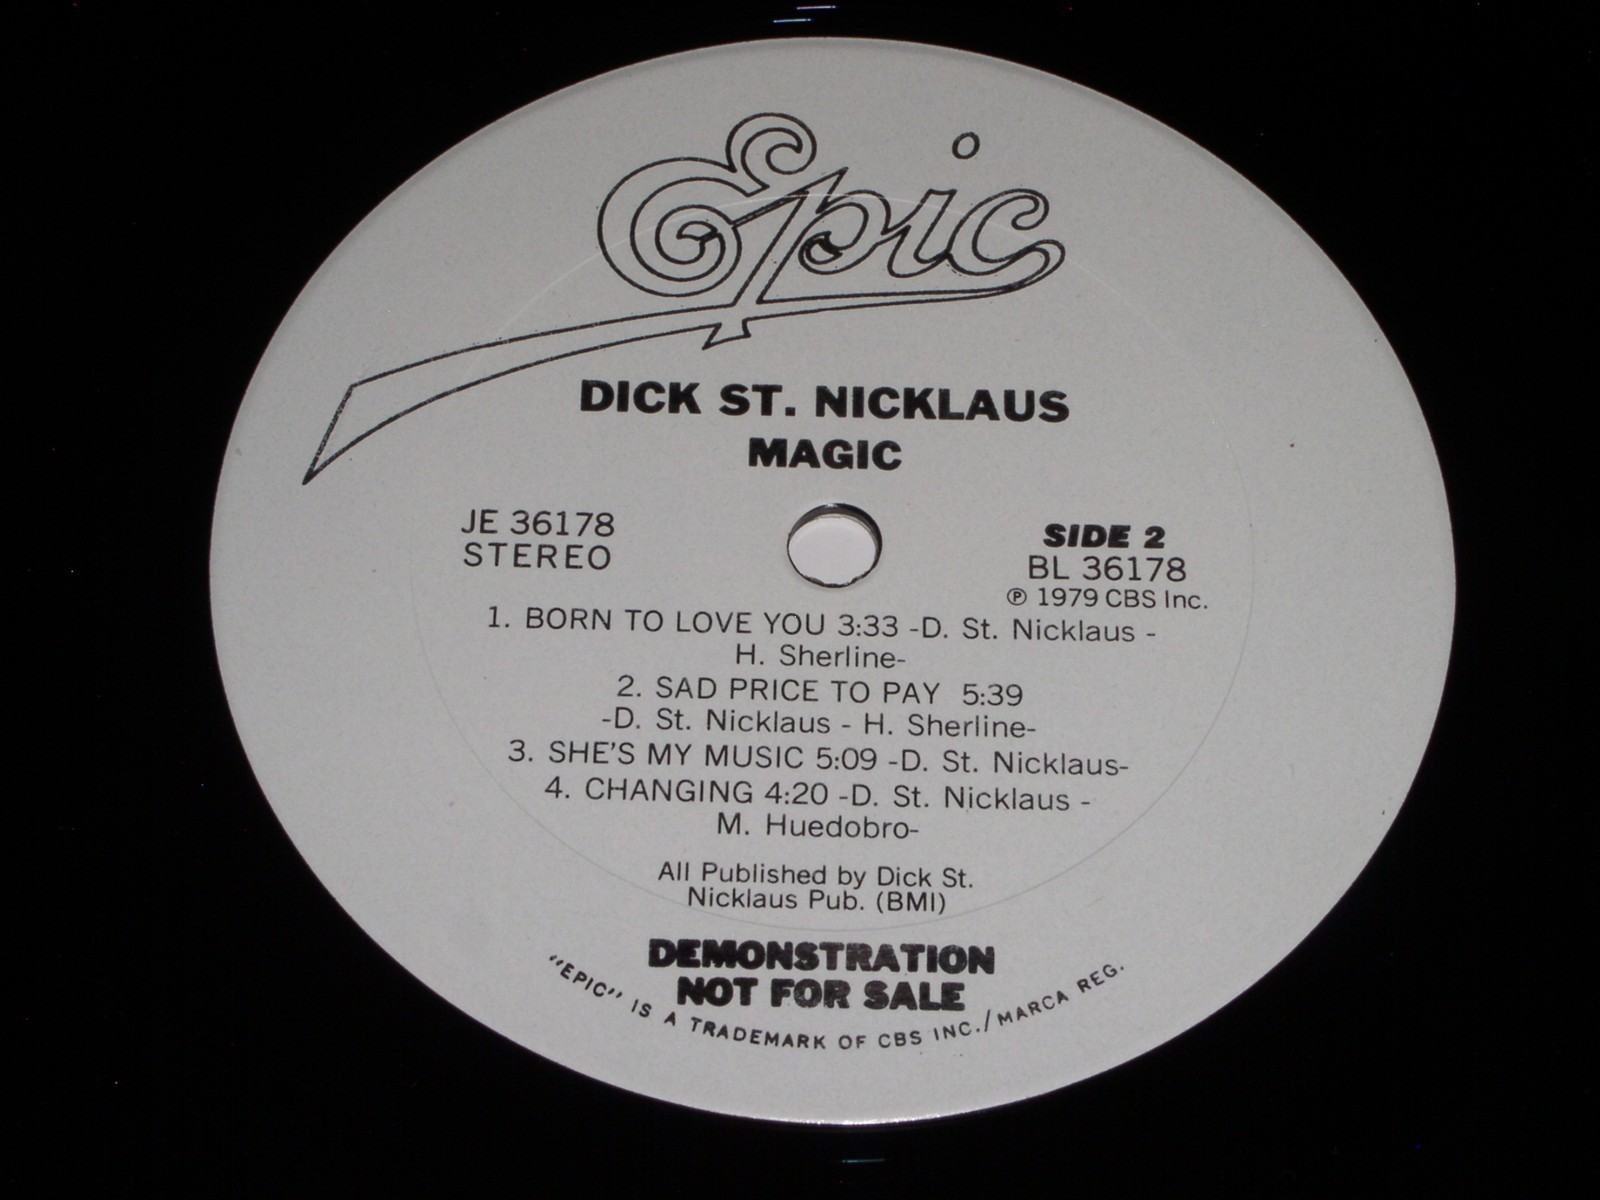 Epic
DICK ST. NICKLAUS
MAGIC
JE 36178
STEREO
SIDE 2
BL 36178
℗ 1979 CBS Inc.
1. BORN TO LOVE YOU 3:33 -D. St. Nicklaus -
H. Sherline-
2. SAD PRICE TO PAY 5:39
-D. St. Nicklaus - H. Sherline-
3. SHE'S MY MUSIC 5:09 -D. St. Nicklaus-
4. CHANGING 4:20 -D. St. Nicklaus -
M. Huedobro-
All Published by Dick St.
Nicklaus Pub. (BMI)
DEMONSTRATION
NOT FOR SALE
"EPIC" IS A TRADEMARK OF CBS INC./MARCA REG.